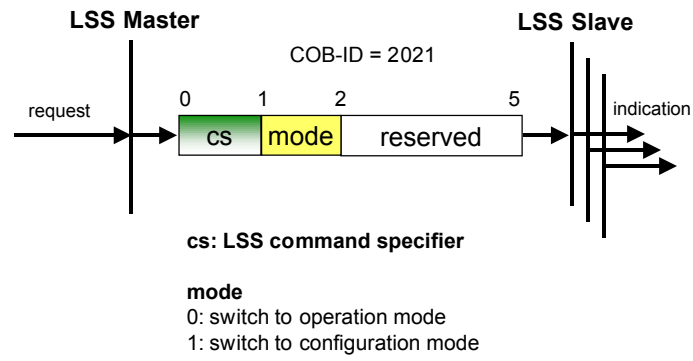 LSS Master
LSS Slave
COB-ID = 2021
request
0 1 2 5
indication
cs mode reserved
cs: LSS command specifier
mode
0: switch to operation mode
1: switch to configuration mode